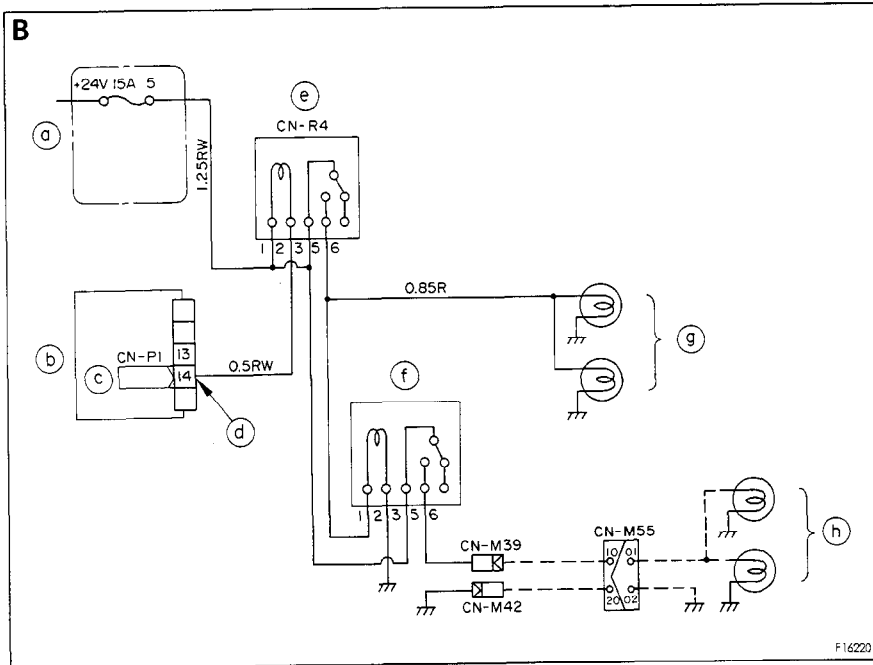 B
+24V 15A 5
a
1.25RW
e
CN-R4
1 2 3 5 6
0.85R
g
b
13
CN-P1
c
14
0.5RW
d
f
1 2 3 5 6
CN-M39
CN-M55
10 01
h
CN-M42
20 02
F16220